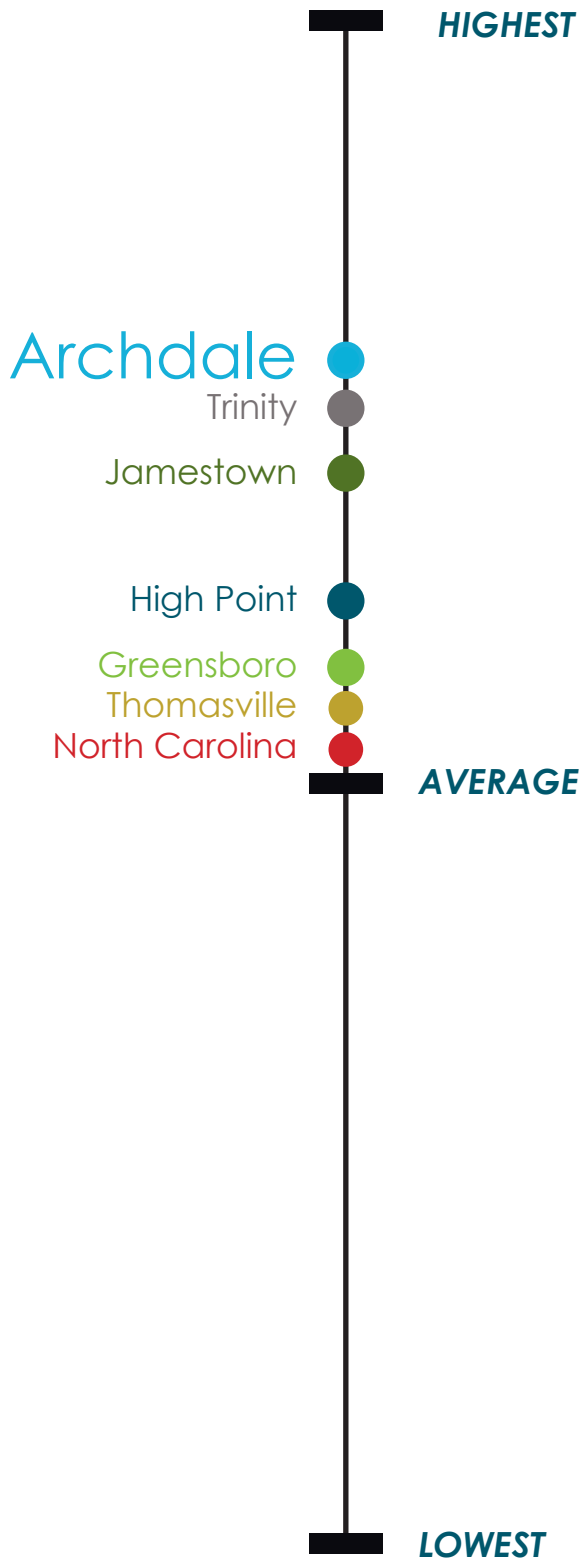 HIGHEST
Archdale
Trinity
Jamestown
High Point
Greensboro
Thomasville
North Carolina
AVERAGE
LOWEST